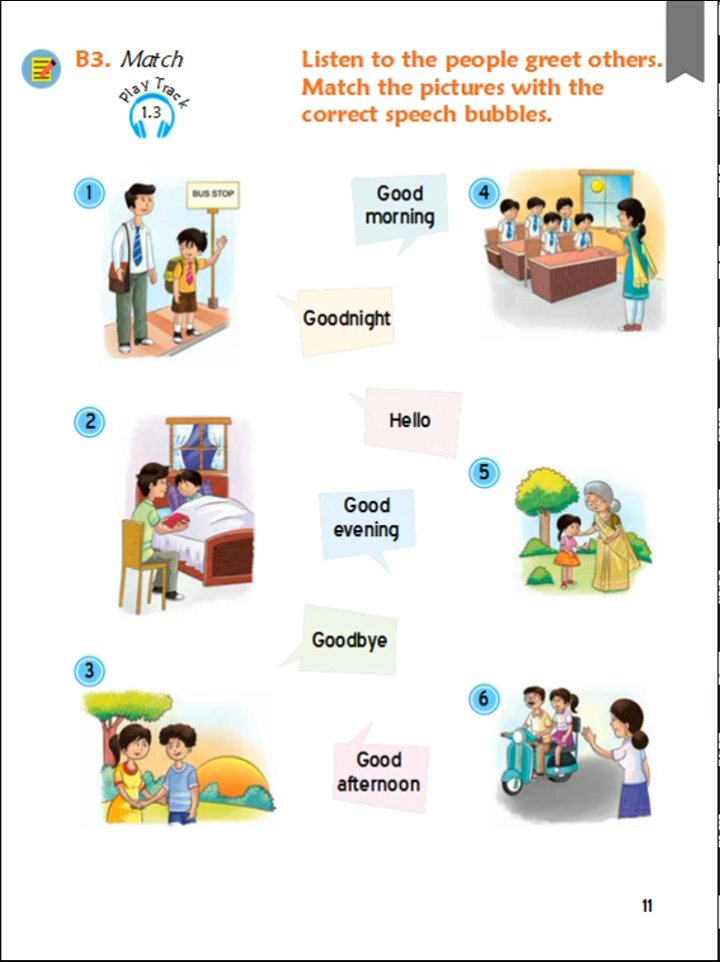 B3. Match
Play Track
1.3
Listen to the people greet others.
Match the pictures with the
correct speech bubbles.
1
BUS STOP
Good
morning
4
Goodnight
2
Hello
5
Good
evening
Goodbye
3
6
Good
afternoon
11